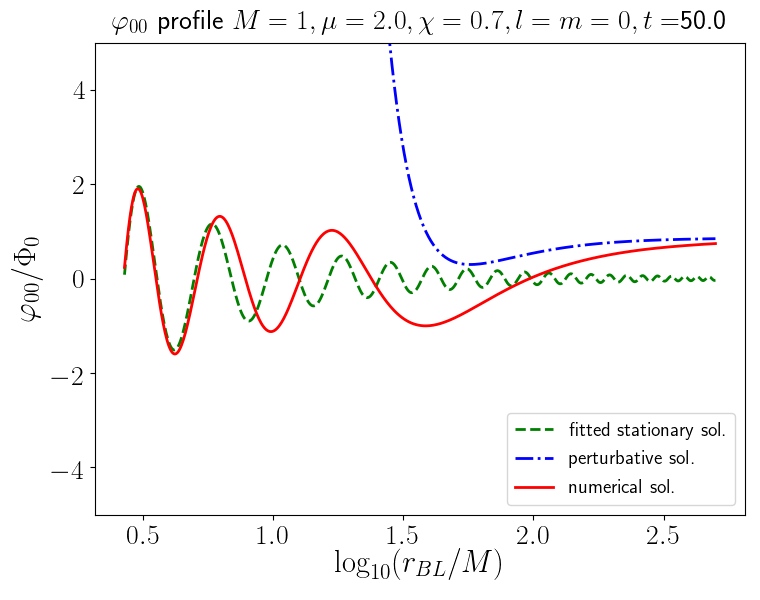 φ₀₀ profile M = 1, μ = 2.0, χ = 0.7, l = m = 0, t =50.0
φ₀₀/Φ₀
4
2
0
−2
−4
fitted stationary sol.
perturbative sol.
numerical sol.
0.5 1.0 1.5 2.0 2.5
log₁₀(r_BL/M)